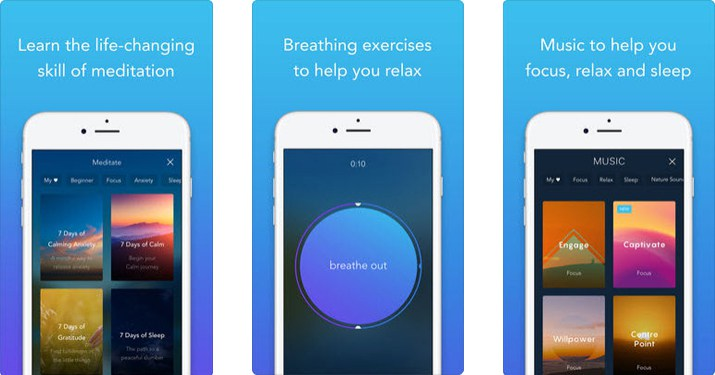 Learn the life-changing
skill of meditation
Meditate
My Beginner Focus Anxiety Sleep
7 Days of
Calming Anxiety
A mindful way to
release anxiety
7 Days of Calm
Begin your
Calm journey
7 Days of
Gratitude
Find fulfillment in
the little things
7 Days of Sleep
The path to a
peaceful slumber
Breathing exercises
to help you relax
0:10
breathe out
Music to help you
focus, relax and sleep
MUSIC
My Focus Relax Sleep Nature Soun
Engage
Focus
NEW
Captivate
Focus
Willpower
Focus
Centre
Point
Focus